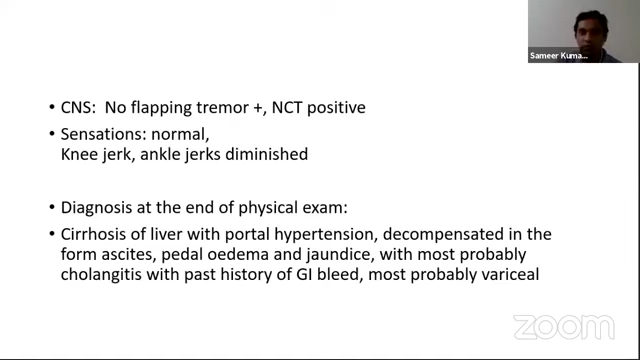 Sameer Kuma...
• CNS: No flapping tremor +, NCT positive
• Sensations: normal,
Knee jerk, ankle jerks diminished
• Diagnosis at the end of physical exam:
• Cirrhosis of liver with portal hypertension, decompensated in the
form ascites, pedal oedema and jaundice, with most probably
cholangitis with past history of GI bleed, most probably variceal
zoom